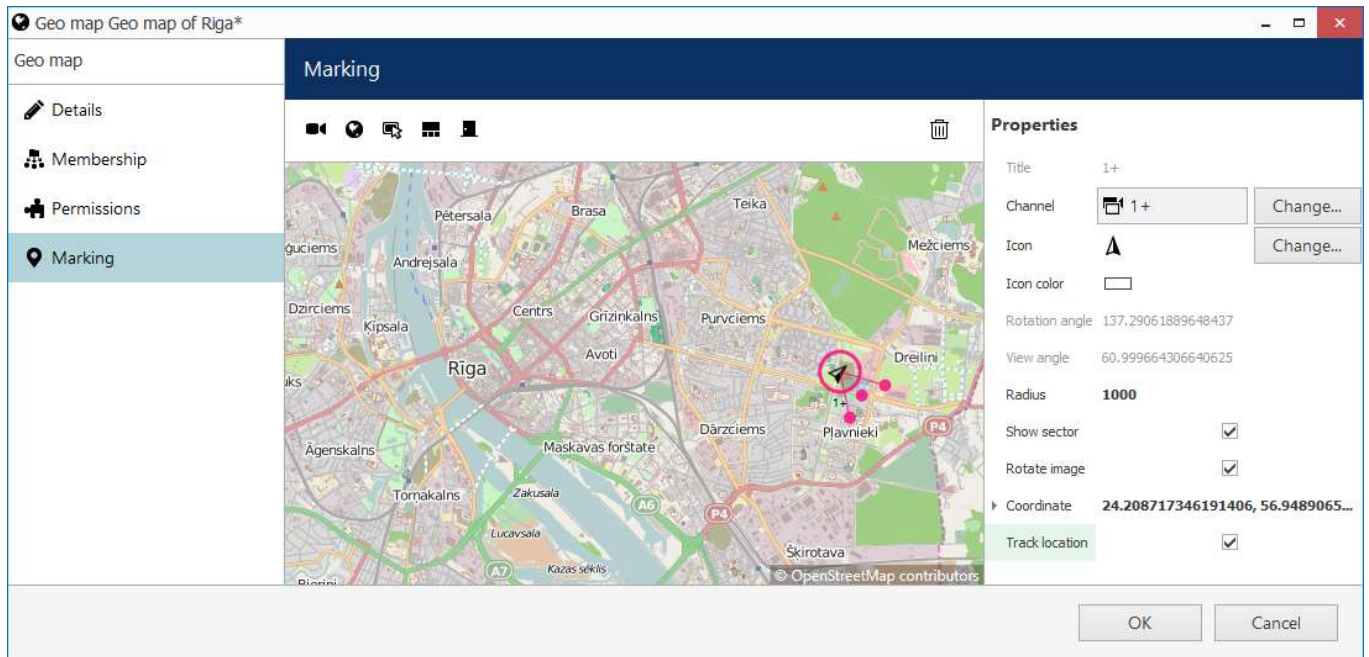 Geo map Geo map of Riga*
Geo map
Details
Membership
Permissions
Marking
Marking
Pētersala
Brasa
Teika
Mežciems
Andrejsala
Dzirciems
Ķīpsala
Centrs
Grīziņkalns
Purvciems
Avoti
Rīga
Dreiliņi
1+
Dārzciems
Pļavnieki
P4
Āgenskalns
Maskavas forštate
Torņakalns
Zakusala
A6
P4
Lucavsala
Šķirotava
A7
Kazas sēklis
© OpenStreetMap contributors
Properties
Title 1+
Channel 1+ Change...
Icon Change...
Icon color
Rotation angle 137.29061889648437
View angle 60.999664306640625
Radius 1000
Show sector
Rotate image
Coordinate 24.208717346191406, 56.9489065...
Track location
OK Cancel